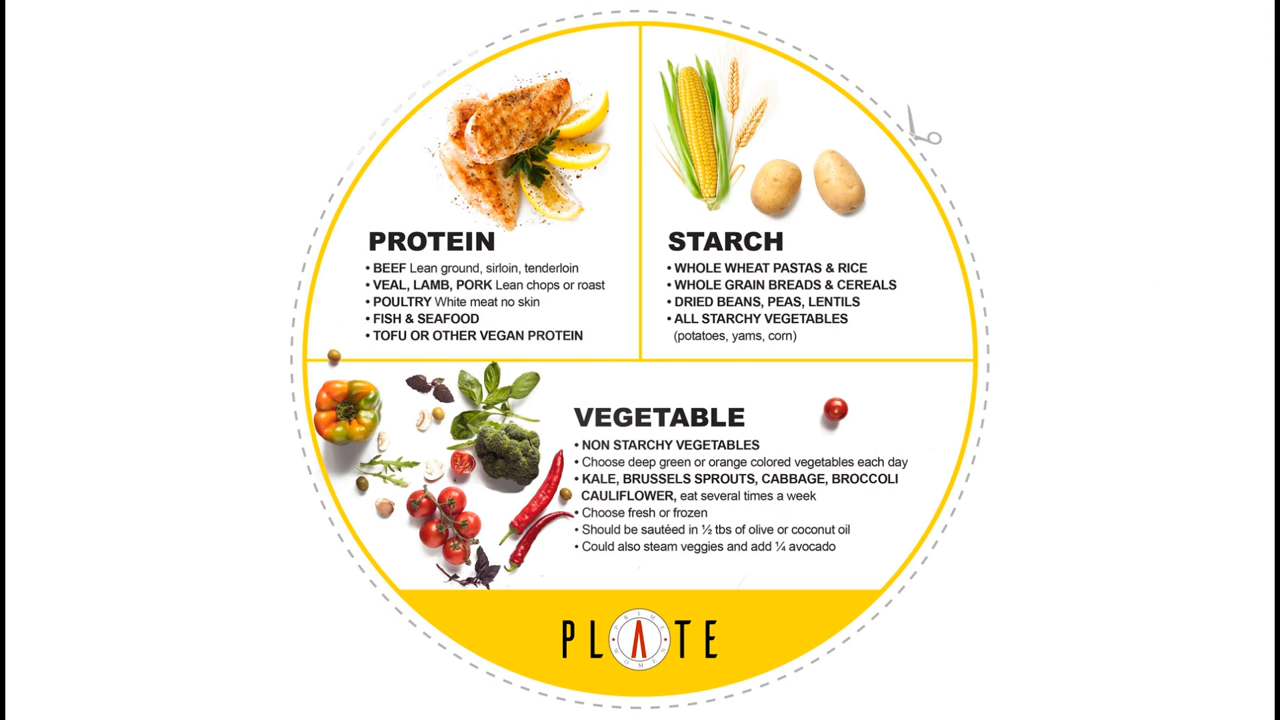 PROTEIN
• BEEF Lean ground, sirloin, tenderloin
• VEAL, LAMB, PORK Lean chops or roast
• POULTRY White meat no skin
• FISH & SEAFOOD
• TOFU OR OTHER VEGAN PROTEIN
STARCH
• WHOLE WHEAT PASTAS & RICE
• WHOLE GRAIN BREADS & CEREALS
• DRIED BEANS, PEAS, LENTILS
• ALL STARCHY VEGETABLES
(potatoes, yams, corn)
VEGETABLE
• NON STARCHY VEGETABLES
• Choose deep green or orange colored vegetables each day
• KALE, BRUSSELS SPROUTS, CABBAGE, BROCCOLI
CAULIFLOWER, eat several times a week
• Choose fresh or frozen
• Should be sautéed in ½ tbs of olive or coconut oil
• Could also steam veggies and add ¼ avocado
PLATE
PRIME
WOMEN